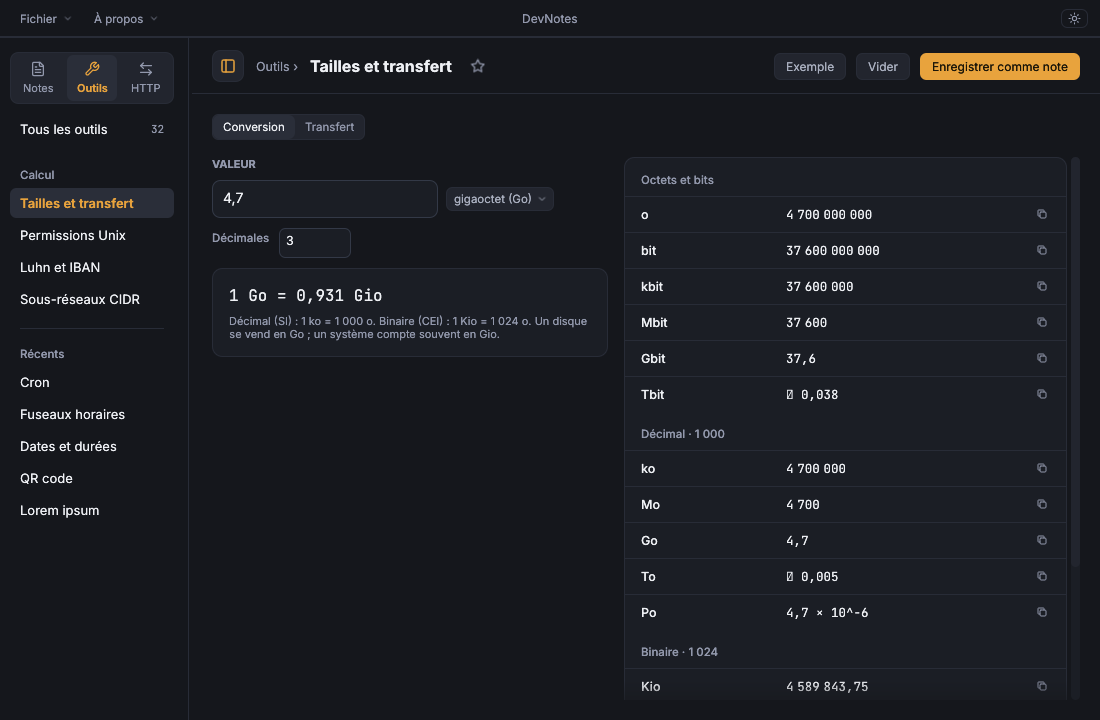 Fichier
À propos
DevNotes
Notes
Outils
HTTP
Outils ›
Tailles et transfert
Exemple
Vider
Enregistrer comme note
Tous les outils 32
Calcul
Tailles et transfert
Permissions Unix
Luhn et IBAN
Sous-réseaux CIDR
Récents
Cron
Fuseaux horaires
Dates et durées
QR code
Lorem ipsum
Conversion
Transfert
VALEUR
4,7
gigaoctet (Go)
Décimales
3
1 Go = 0,931 Gio
Décimal (SI) : 1 ko = 1 000 o. Binaire (CEI) : 1 Kio = 1 024 o. Un disque
se vend en Go ; un système compte souvent en Gio.
Octets et bits
o 4 700 000 000
bit 37 600 000 000
kbit 37 600 000
Mbit 37 600
Gbit 37,6
Tbit 0,038
Décimal · 1 000
ko 4 700 000
Mo 4 700
Go 4,7
To 0,005
Po 4,7 × 10^-6
Binaire · 1 024
Kio 4 589 843,75